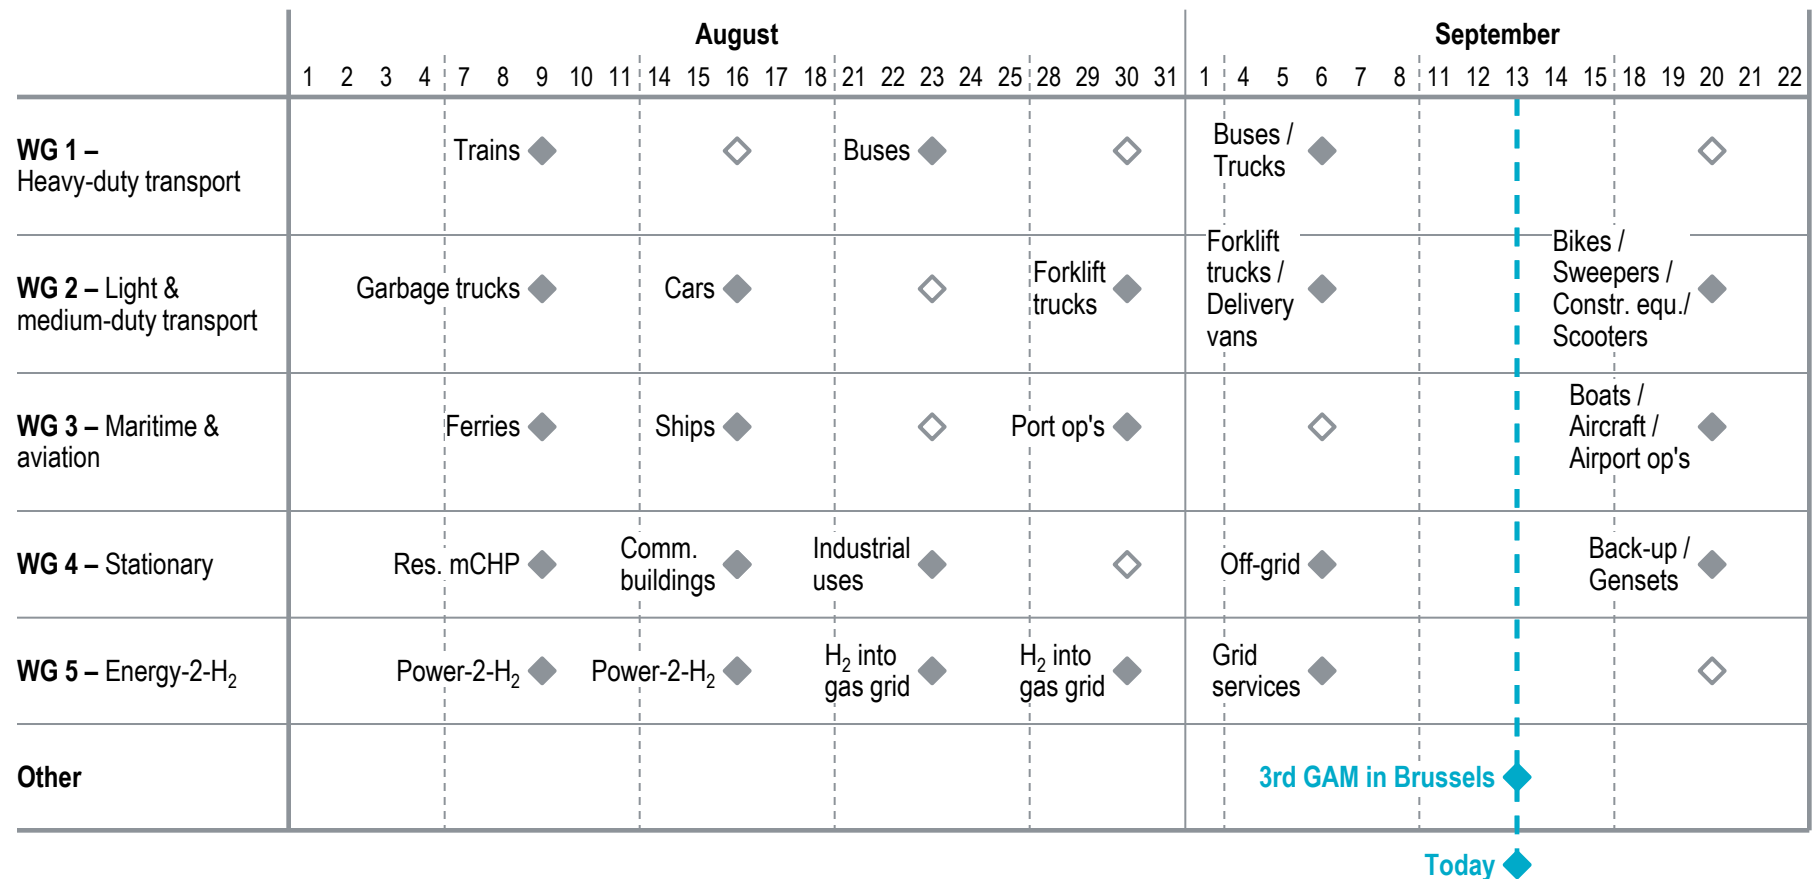 August September
1 2 3 4 7 8 9 10 11 14 15 16 17 18 21 22 23 24 25 28 29 30 31 1 4 5 6 7 8 11 12 13 14 15 18 19 20 21 22
WG 1 –
Heavy-duty transport
Trains
Buses
Buses /
Trucks
WG 2 – Light &
medium-duty transport
Garbage trucks
Cars
Forklift
trucks
Forklift
trucks /
Delivery
vans
Bikes /
Sweepers /
Constr. equ./
Scooters
WG 3 – Maritime &
aviation
Ferries
Ships
Port op's
Boats /
Aircraft /
Airport op's
WG 4 – Stationary
Res. mCHP
Comm.
buildings
Industrial
uses
Off-grid
Back-up /
Gensets
WG 5 – Energy-2-H₂
Power-2-H₂
Power-2-H₂
H₂ into
gas grid
H₂ into
gas grid
Grid
services
Other
3rd GAM in Brussels
Today